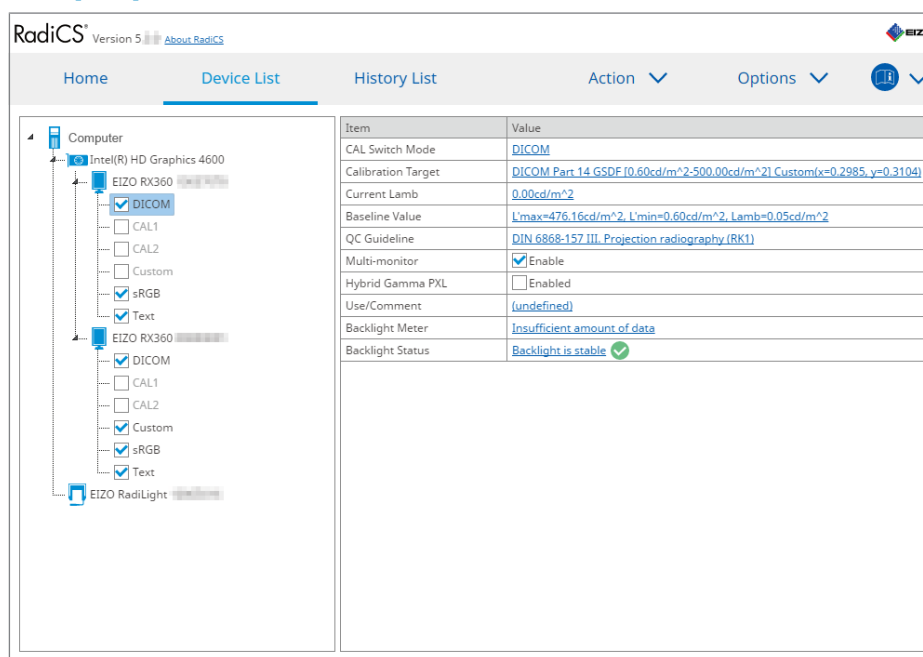 RadiCS® Version 5. About RadiCS EIZ
Home Device List History List Action Options
Computer
Intel(R) HD Graphics 4600
EIZO RX360
DICOM
CAL1
CAL2
Custom
sRGB
Text
EIZO RX360
DICOM
CAL1
CAL2
Custom
sRGB
Text
EIZO RadiLight
Item Value
CAL Switch Mode DICOM
Calibration Target DICOM Part 14 GSDF [0.60cd/m^2-500.00cd/m^2] Custom(x=0.2985, y=0.3104)
Current Lamb 0.00cd/m^2
Baseline Value L'max=476.16cd/m^2, L'min=0.60cd/m^2, Lamb=0.05cd/m^2
QC Guideline DIN 6868-157 III. Projection radiography (RK1)
Multi-monitor Enable
Hybrid Gamma PXL Enabled
Use/Comment (undefined)
Backlight Meter Insufficient amount of data
Backlight Status Backlight is stable